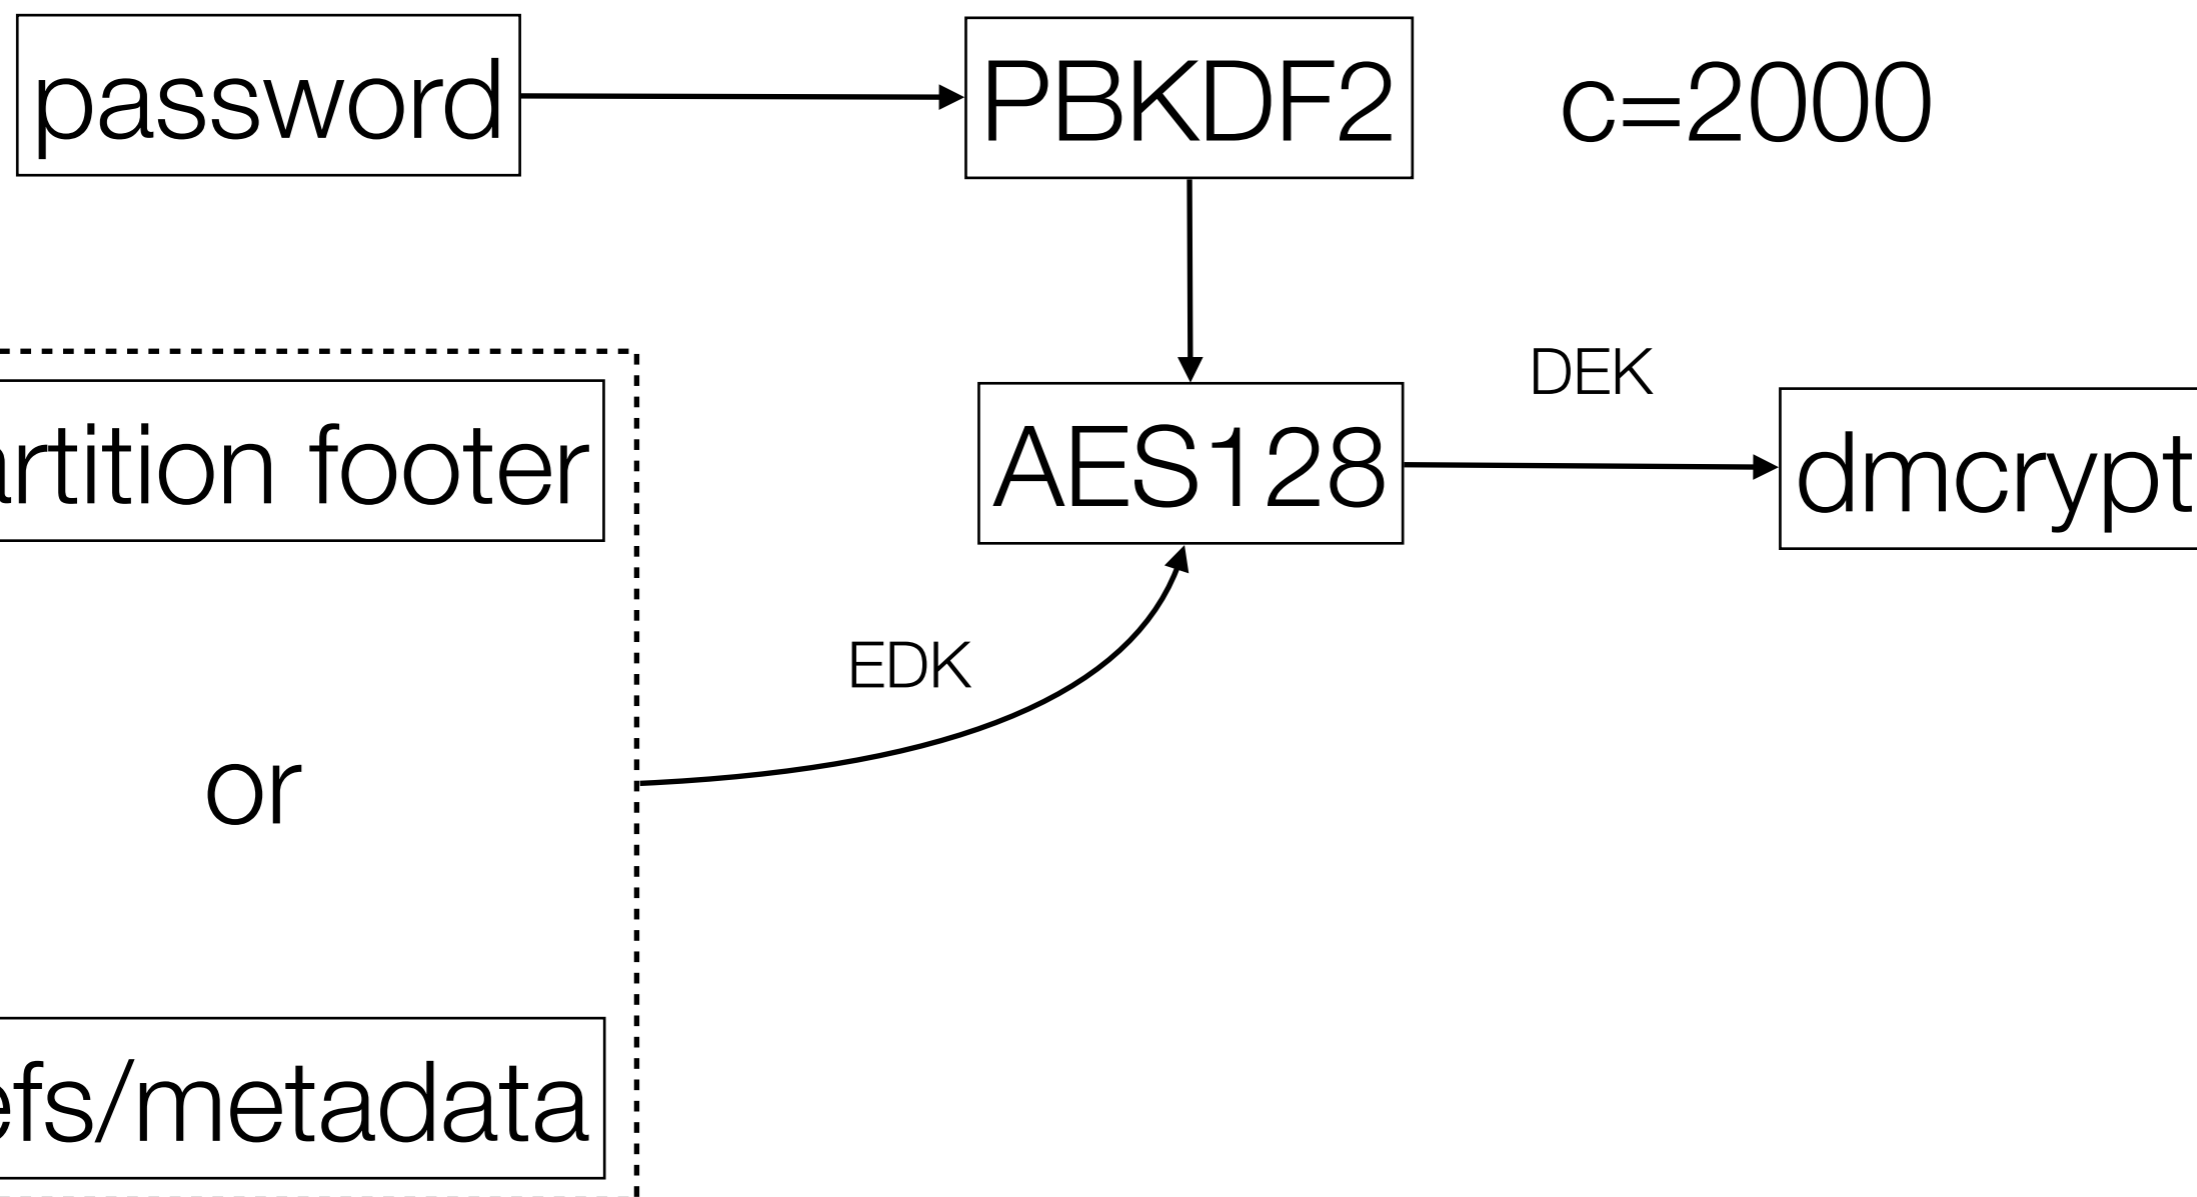 password
PBKDF2
c=2000
artition footer
AES128
DEK
dmcrypt
EDK
or
efs/metadata